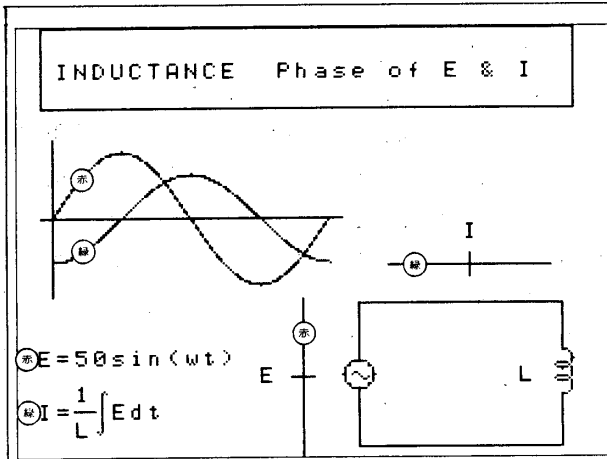 INDUCTANCE Phase of E & I
赤
緑
I
緑
赤
赤E=50sin(wt)
E
L
緑I=1/L∫Edt